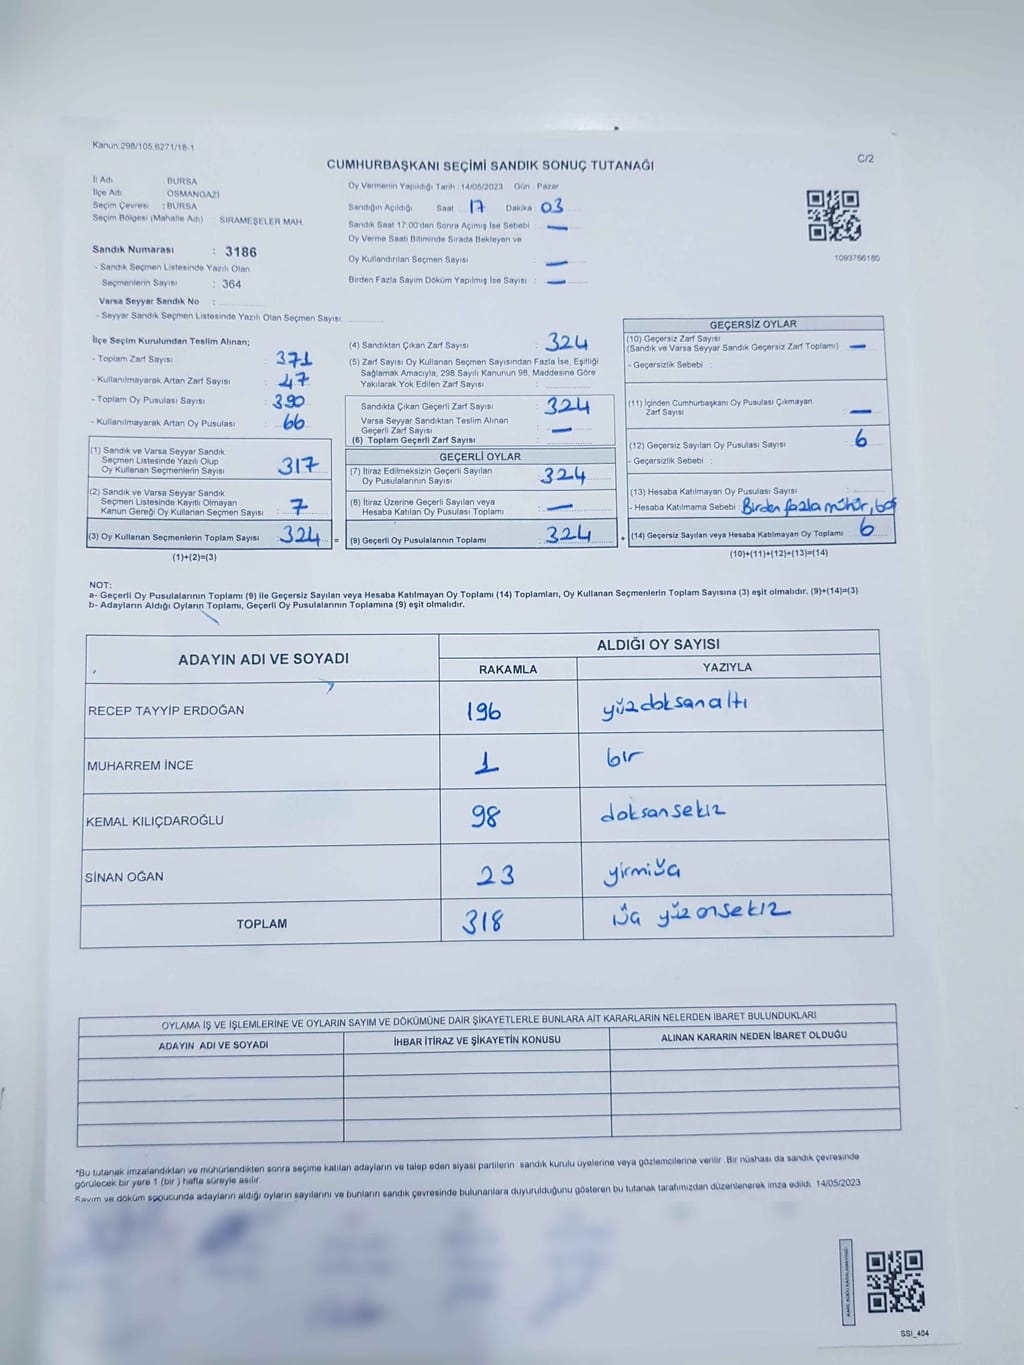 Kanun:298/105,6271/18-1
C/2
CUMHURBAŞKANI SEÇİMİ SANDIK SONUÇ TUTANAĞI
İl Adı : BURSA
İlçe Adı : OSMANGAZİ
Seçim Çevresi : BURSA
Seçim Bölgesi (Mahalle Adı) : SIRAMEŞELER MAH.
Sandık Numarası : 3186
- Sandık Seçmen Listesinde Yazılı Olan
Seçmenlerin Sayısı : 364
Varsa Seyyar Sandık No :
- Seyyar Sandık Seçmen Listesinde Yazılı Olan Seçmen Sayısı:
Oy Vermenin Yapıldığı Tarih : 14/05/2023 Gün : Pazar
Sandığın Açıldığı Saat 17 Dakika 03
Sandık Saat 17:00'den Sonra Açılmış İse Sebebi : —
Oy Verme Saati Bitiminde Sırada Bekleyen ve
Oy Kullandırılan Seçmen Sayısı : —
Birden Fazla Sayım Döküm Yapılmış İse Sayısı : —
1093766180
İlçe Seçim Kurulundan Teslim Alınan;
- Toplam Zarf Sayısı : 371
- Kullanılmayarak Artan Zarf Sayısı : 47
- Toplam Oy Pusulası Sayısı : 390
- Kullanılmayarak Artan Oy Pusulası : 66
(1) Sandık ve Varsa Seyyar Sandık
Seçmen Listesinde Yazılı Olup
Oy Kullanan Seçmenlerin Sayısı : 317
(2) Sandık ve Varsa Seyyar Sandık
Seçmen Listesinde Kayıtlı Olmayan
Kanun Gereği Oy Kullanan Seçmen Sayısı : 7
(3) Oy Kullanan Seçmenlerin Toplam Sayısı : 324 =
(1)+(2)=(3)
(4) Sandıktan Çıkan Zarf Sayısı : 324
(5) Zarf Sayısı Oy Kullanan Seçmen Sayısından Fazla İse, Eşitliği
Sağlamak Amacıyla, 298 Sayılı Kanunun 98. Maddesine Göre
Yakılarak Yok Edilen Zarf Sayısı :
Sandıkta Çıkan Geçerli Zarf Sayısı : 324
Varsa Seyyar Sandıktan Teslim Alınan
Geçerli Zarf Sayısı : —
(6) Toplam Geçerli Zarf Sayısı :
GEÇERLİ OYLAR
(7) İtiraz Edilmeksizin Geçerli Sayılan
Oy Pusulalarının Sayısı : 324
(8) İtiraz Üzerine Geçerli Sayılan veya
Hesaba Katılan Oy Pusulası Toplamı : —
(9) Geçerli Oy Pusulalarının Toplamı : 324 +
GEÇERSİZ OYLAR
(10) Geçersiz Zarf Sayısı
(Sandık ve Varsa Seyyar Sandık Geçersiz Zarf Toplamı) : —
- Geçersizlik Sebebi :
(11) İçinden Cumhurbaşkanı Oy Pusulası Çıkmayan
Zarf Sayısı : —
(12) Geçersiz Sayılan Oy Pusulası Sayısı : 6
- Geçersizlik Sebebi :
(13) Hesaba Katılmayan Oy Pusulası Sayısı :
- Hesaba Katılmama Sebebi : Birden fazla mühür, boş
(14) Geçersiz Sayılan veya Hesaba Katılmayan Oy Toplamı : 6
(10)+(11)+(12)+(13)=(14)
NOT:
a- Geçerli Oy Pusulalarının Toplamı (9) ile Geçersiz Sayılan veya Hesaba Katılmayan Oy Toplamı (14) Toplamları, Oy Kullanan Seçmenlerin Toplam Sayısına (3) eşit olmalıdır. (9)+(14)=(3)
b- Adayların Aldığı Oyların Toplamı, Geçerli Oy Pusulalarının Toplamına (9) eşit olmalıdır.
ADAYIN ADI VE SOYADI
ALDIĞI OY SAYISI
RAKAMLA YAZIYLA
RECEP TAYYİP ERDOĞAN 196 yüzdoksanaltı
MUHARREM İNCE 1 bir
KEMAL KILIÇDAROĞLU 98 doksansekiz
SİNAN OĞAN 23 yirmiüç
TOPLAM 318 üç yüz onsekiz
OYLAMA İŞ VE İŞLEMLERİNE VE OYLARIN SAYIM VE DÖKÜMÜNE DAİR ŞİKAYETLERLE BUNLARA AİT KARARLARIN NELERDEN İBARET BULUNDUKLARI
ADAYIN ADI VE SOYADI İHBAR İTİRAZ VE ŞİKAYETİN KONUSU ALINAN KARARIN NEDEN İBARET OLDUĞU
*Bu tutanak imzalandıktan ve mühürlendikten sonra seçime katılan adayların ve talep eden siyasi partilerin sandık kurulu üyelerine veya gözlemcilerine verilir. Bir nüshası da sandık çevresinde
görülecek bir yere 1 (bir ) hafta süreyle asılır.
Sayım ve döküm sonucunda adayların aldığı oyların sayılarını ve bunların sandık çevresinde bulunanlara duyurulduğunu gösteren bu tutanak tarafımızdan düzenlenerek imza edildi. 14/05/2023
SSI_404